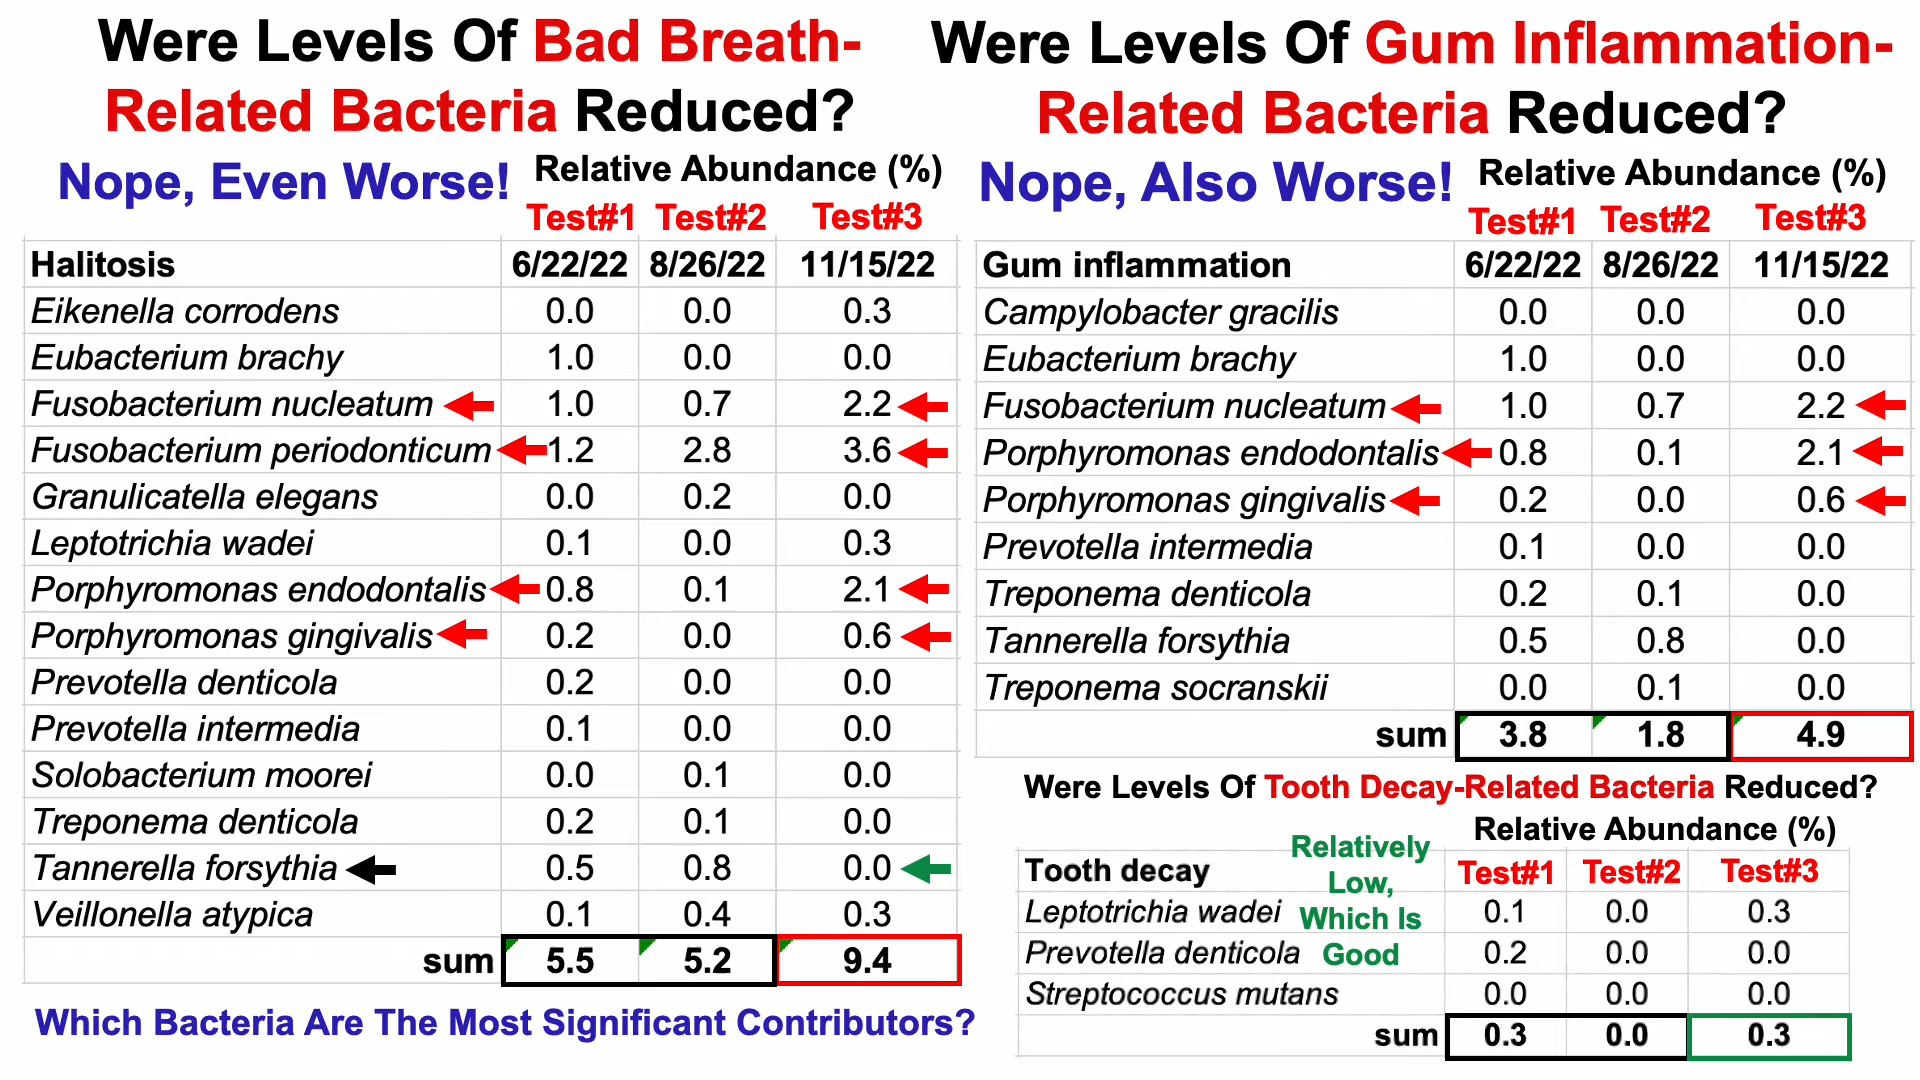 Were Levels Of Bad Breath-
Related Bacteria Reduced?
Nope, Even Worse!
Relative Abundance (%)
Test#1 Test#2 Test#3
Halitosis 6/22/22 8/26/22 11/15/22
Eikenella corrodens 0.0 0.0 0.3
Eubacterium brachy 1.0 0.0 0.0
Fusobacterium nucleatum 1.0 0.7 2.2
Fusobacterium periodonticum 1.2 2.8 3.6
Granulicatella elegans 0.0 0.2 0.0
Leptotrichia wadei 0.1 0.0 0.3
Porphyromonas endodontalis 0.8 0.1 2.1
Porphyromonas gingivalis 0.2 0.0 0.6
Prevotella denticola 0.2 0.0 0.0
Prevotella intermedia 0.1 0.0 0.0
Solobacterium moorei 0.0 0.1 0.0
Treponema denticola 0.2 0.1 0.0
Tannerella forsythia 0.5 0.8 0.0
Veillonella atypica 0.1 0.4 0.3
sum 5.5 5.2 9.4
Which Bacteria Are The Most Significant Contributors?
Were Levels Of Gum Inflammation-
Related Bacteria Reduced?
Nope, Also Worse!
Relative Abundance (%)
Test#1 Test#2 Test#3
Gum inflammation 6/22/22 8/26/22 11/15/22
Campylobacter gracilis 0.0 0.0 0.0
Eubacterium brachy 1.0 0.0 0.0
Fusobacterium nucleatum 1.0 0.7 2.2
Porphyromonas endodontalis 0.8 0.1 2.1
Porphyromonas gingivalis 0.2 0.0 0.6
Prevotella intermedia 0.1 0.0 0.0
Treponema denticola 0.2 0.1 0.0
Tannerella forsythia 0.5 0.8 0.0
Treponema socranskii 0.0 0.1 0.0
sum 3.8 1.8 4.9
Were Levels Of Tooth Decay-Related Bacteria Reduced?
Relative Abundance (%)
Relatively
Low,
Which Is
Good
Tooth decay Test#1 Test#2 Test#3
Leptotrichia wadei 0.1 0.0 0.3
Prevotella denticola 0.2 0.0 0.0
Streptococcus mutans 0.0 0.0 0.0
sum 0.3 0.0 0.3